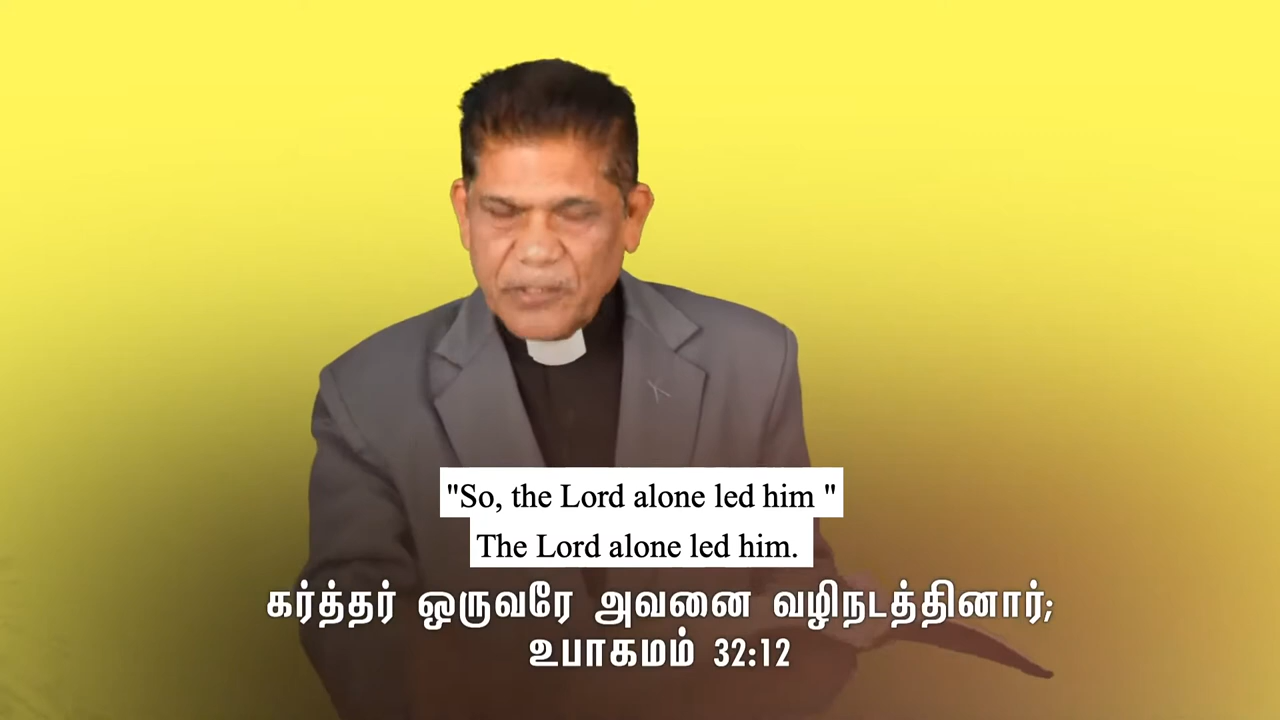 "So, the Lord alone led him "
The Lord alone led him.
கர்த்தர் ஒருவரே அவனை வழிநடத்தினார்;
உபாகமம் 32:12